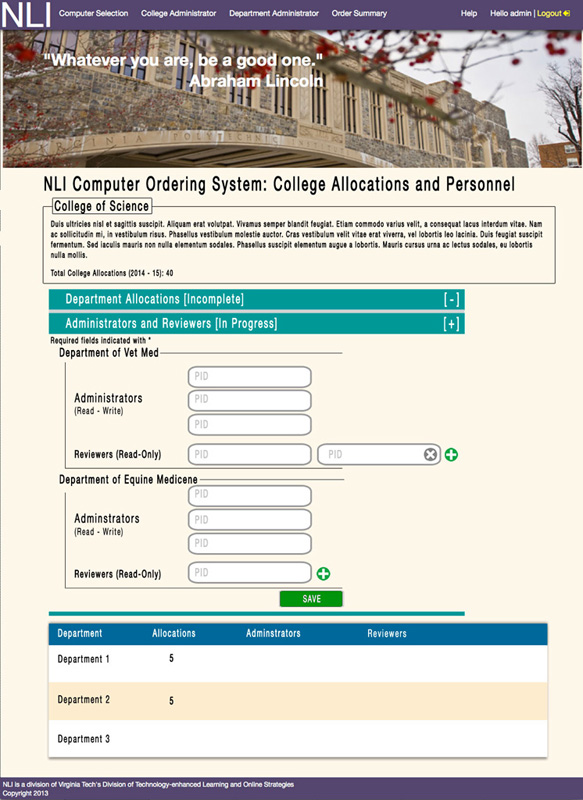 NLI Computer Selection College Administrator Department Administrator Order Summary Help Hello admin | Logout
"Whatever you are, be a good one."
Abraham Lincoln
VIRGINIA POLYTECHNIC
NLI Computer Ordering System: College Allocations and Personnel
College of Science
Duis ultricies nisl et sagittis suscipit. Aliquam erat volutpat. Vivamus semper blandit feugiat. Etiam commodo varius velit, a consequat lacus interdum vitae. Nam
ac sollicitudin mi, in vestibulum risus. Phasellus vestibulum molestie auctor. Cras vestibulum velit vitae erat viverra, vel lobortis leo lacinia. Duis feugiat suscipit
fermentum. Sed iaculis mauris non nulla elementum sodales. Phasellus suscipit elementum augue a lobortis. Mauris cursus urna ac lectus sodales, eu lobortis
nulla mollis.
Total College Allocations (2014 - 15): 40
Department Allocations [Incomplete] [-]
Administrators and Reviewers [In Progress] [+]
Required fields indicated with *
Department of Vet Med
PID
Administrators
(Read - Write)
PID
PID
Reviewers (Read-Only) PID PID
Department of Equine Medicene
PID
Adminstrators
(Read - Write)
PID
PID
Reviewers (Read-Only) PID
SAVE
Department Allocations Adminstrators Reviewers
Department 1 5
Department 2 5
Department 3
NLI is a division of Virginia Tech's Division of Technology-enhanced Learning and Online Strategies
Copyright 2013